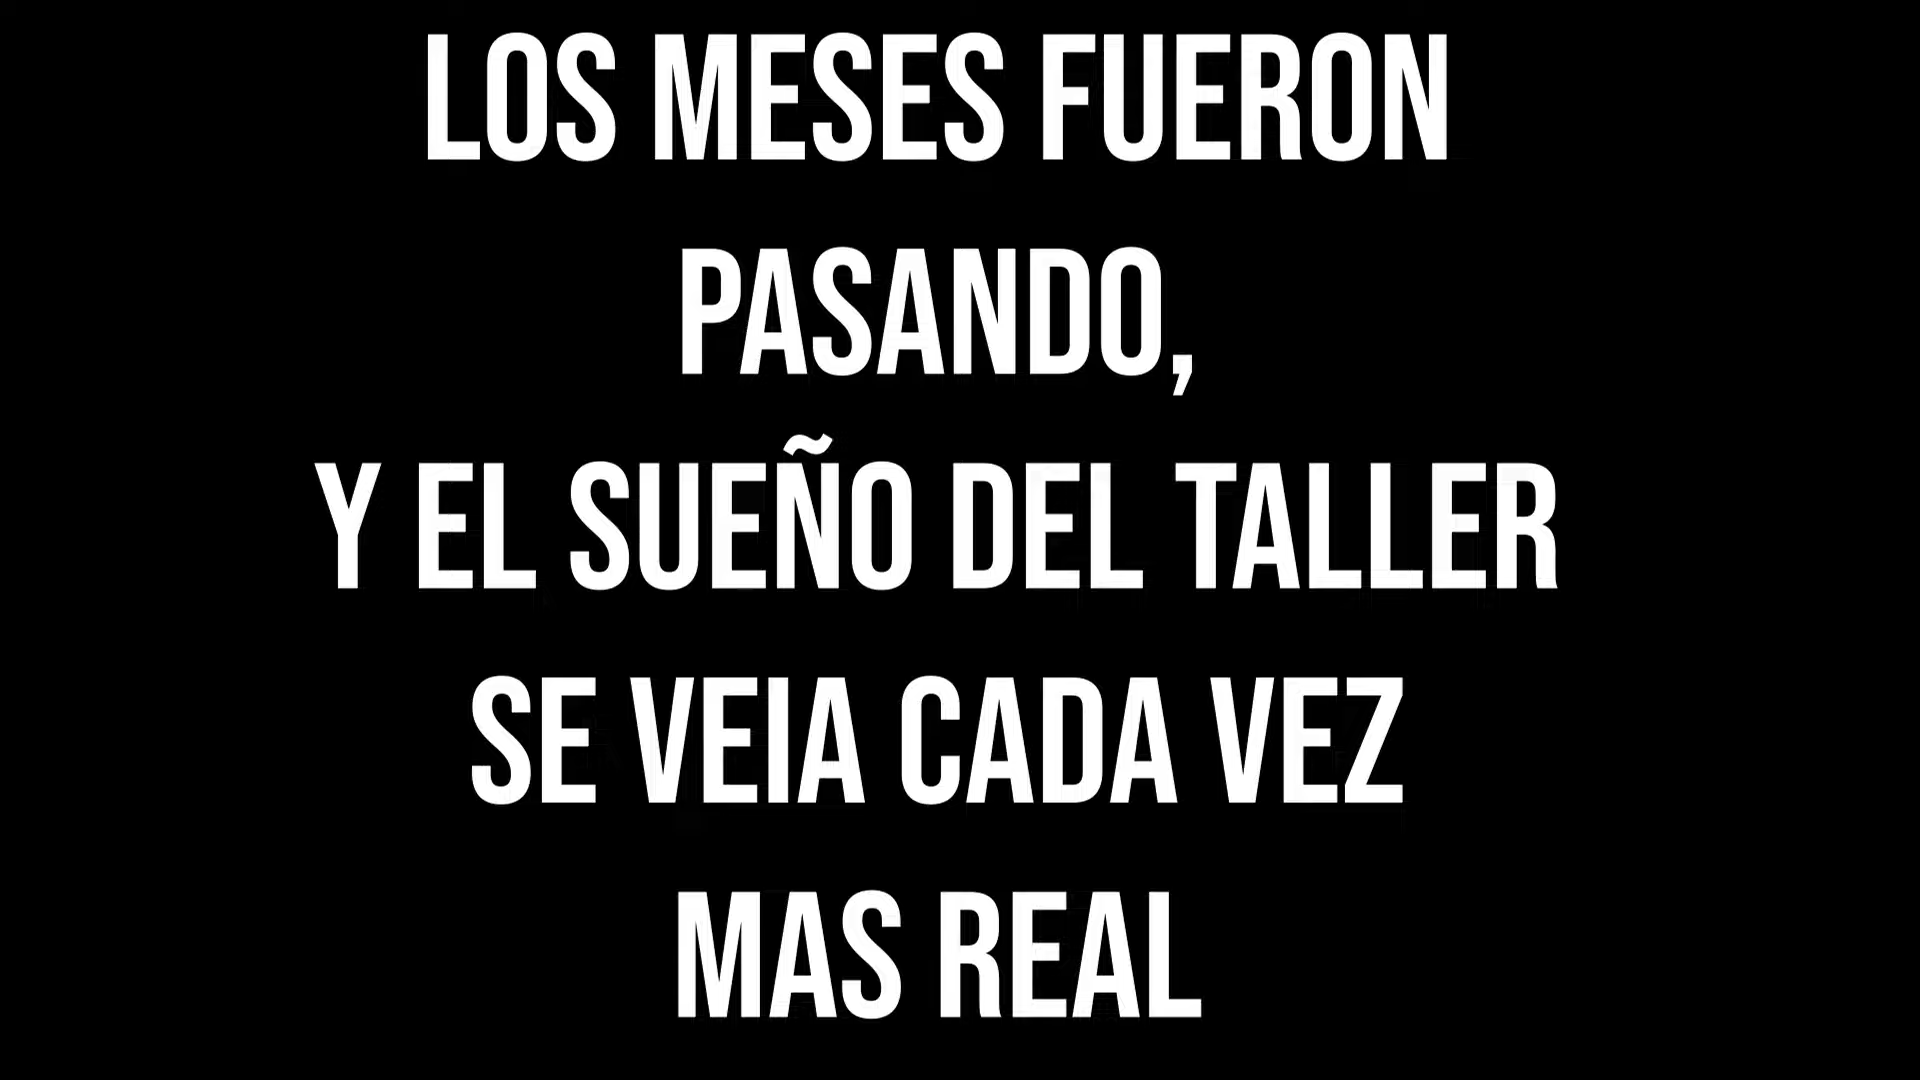 LOS MESES FUERON
PASANDO,
Y EL SUEÑO DEL TALLER
SE VEIA CADA VEZ
MAS REAL